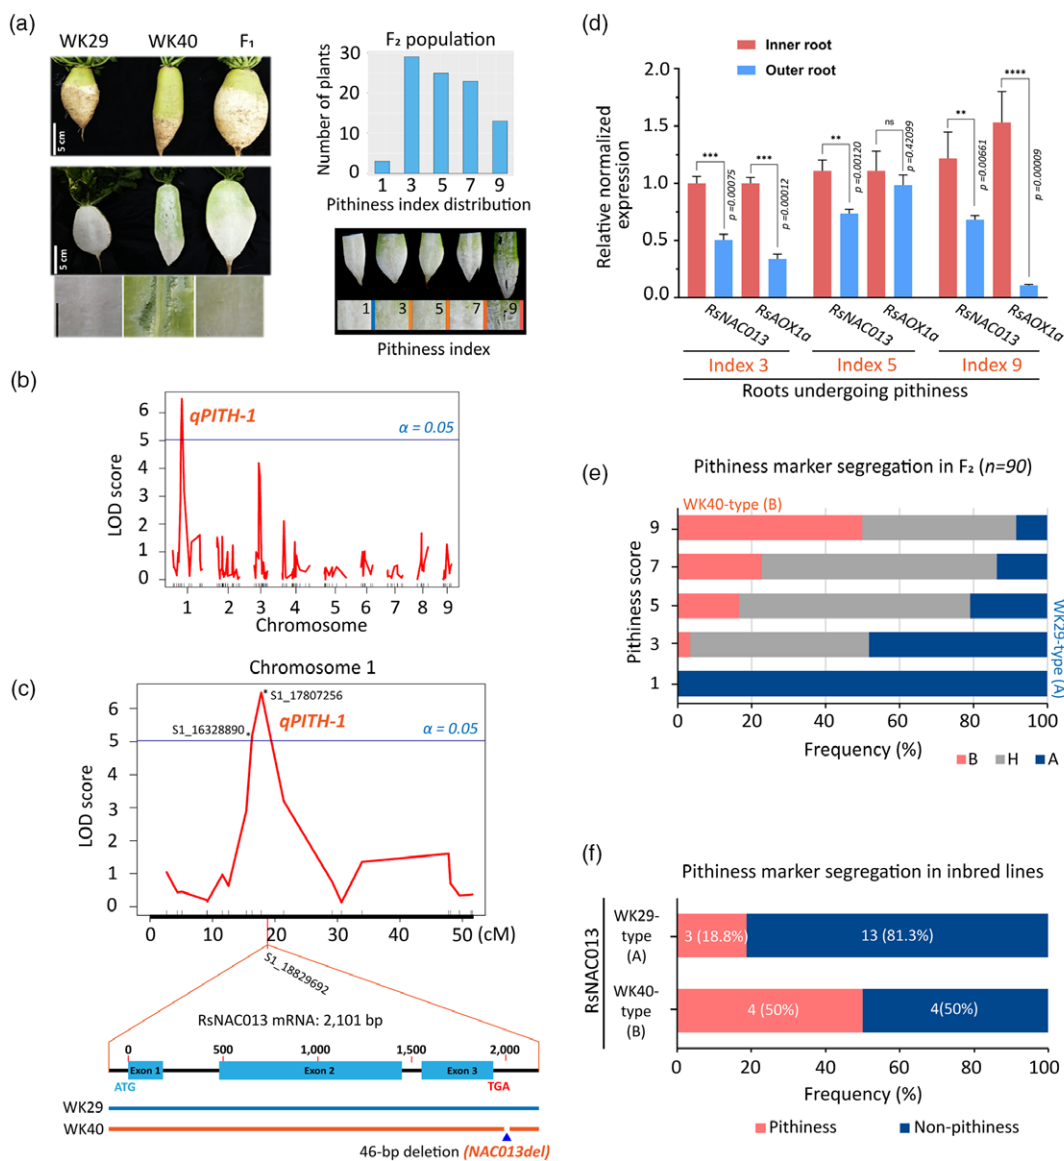 (a)
WK29 WK40 F₁
5 cm
5 cm
F₂ population
Number of plants
30
20
10
0
1 3 5 7 9
Pithiness index distribution
1 3 5 7 9
Pithiness index
(b)
qPITH-1
α = 0.05
LOD score
6
5
4
3
2
1
0
1 2 3 4 5 6 7 8 9
Chromosome
(c)
Chromosome 1
* S1_17807256
S1_16328890 *
qPITH-1
α = 0.05
LOD score
6
5
4
3
2
1
0
0 10 20 30 40 50 (cM)
S1_18829692
RsNAC013 mRNA: 2,101 bp
0 500 1,000 1,500 2,000
Exon 1 Exon 2 Exon 3
ATG TGA
WK29
WK40
46-bp deletion (NAC013del)
(d)
Inner root
Outer root
Relative normalized expression
2.0
1.5
1.0
0.5
0.0
*** *** ** ns ** ****
p =0.00075
p =0.00012
p =0.00120
p =0.42099
p =0.00661
p =0.00009
RsNAC013 RsAOX1a RsNAC013 RsAOX1a RsNAC013 RsAOX1a
Index 3 Index 5 Index 9
Roots undergoing pithiness
(e)
Pithiness marker segregation in F₂ (n=90)
WK40-type (B)
WK29-type (A)
Pithiness score
9
7
5
3
1
0 20 40 60 80 100
Frequency (%)
B H A
(f)
Pithiness marker segregation in inbred lines
RsNAC013
WK29-
type
(A)
3 (18.8%) 13 (81.3%)
WK40-
type
(B)
4 (50%) 4(50%)
0 20 40 60 80 100
Frequency (%)
Pithiness Non-pithiness